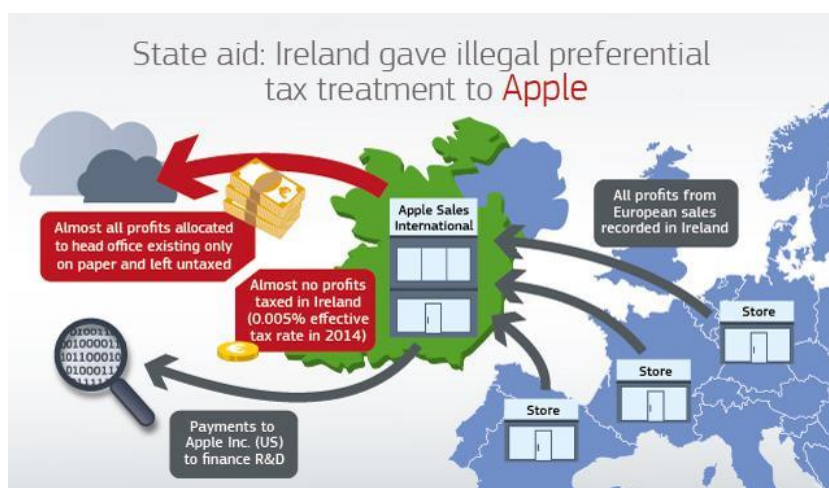 State aid: Ireland gave illegal preferential
tax treatment to Apple
Almost all profits allocated
to head office existing only
on paper and left untaxed
Apple Sales
International
All profits from
European sales
recorded in Ireland
Almost no profits
taxed in Ireland
(0.005% effective
tax rate in 2014)
Store
Store
Store
Payments to
Apple Inc. (US)
to finance R&D